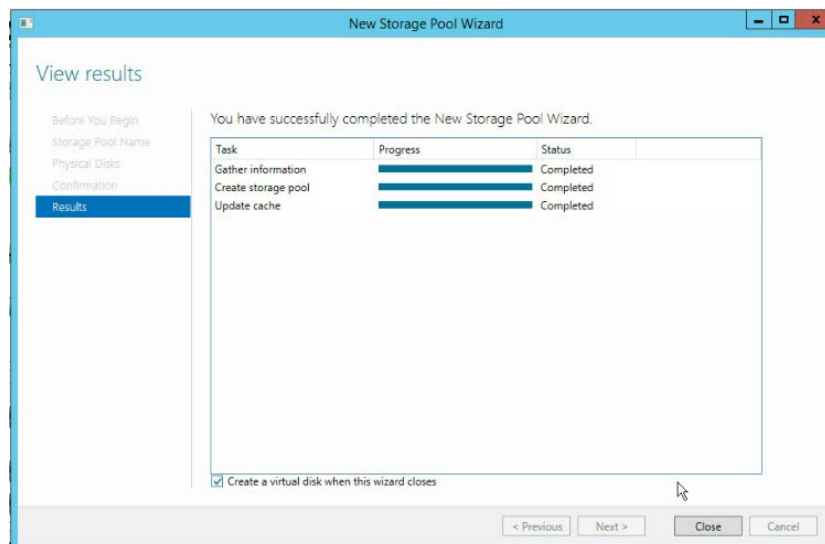 New Storage Pool Wizard
View results
Before You Begin
Storage Pool Name
Physical Disks
Confirmation
Results
You have successfully completed the New Storage Pool Wizard.
Task Progress Status
Gather information Completed
Create storage pool Completed
Update cache Completed
Create a virtual disk when this wizard closes
< Previous Next > Close Cancel